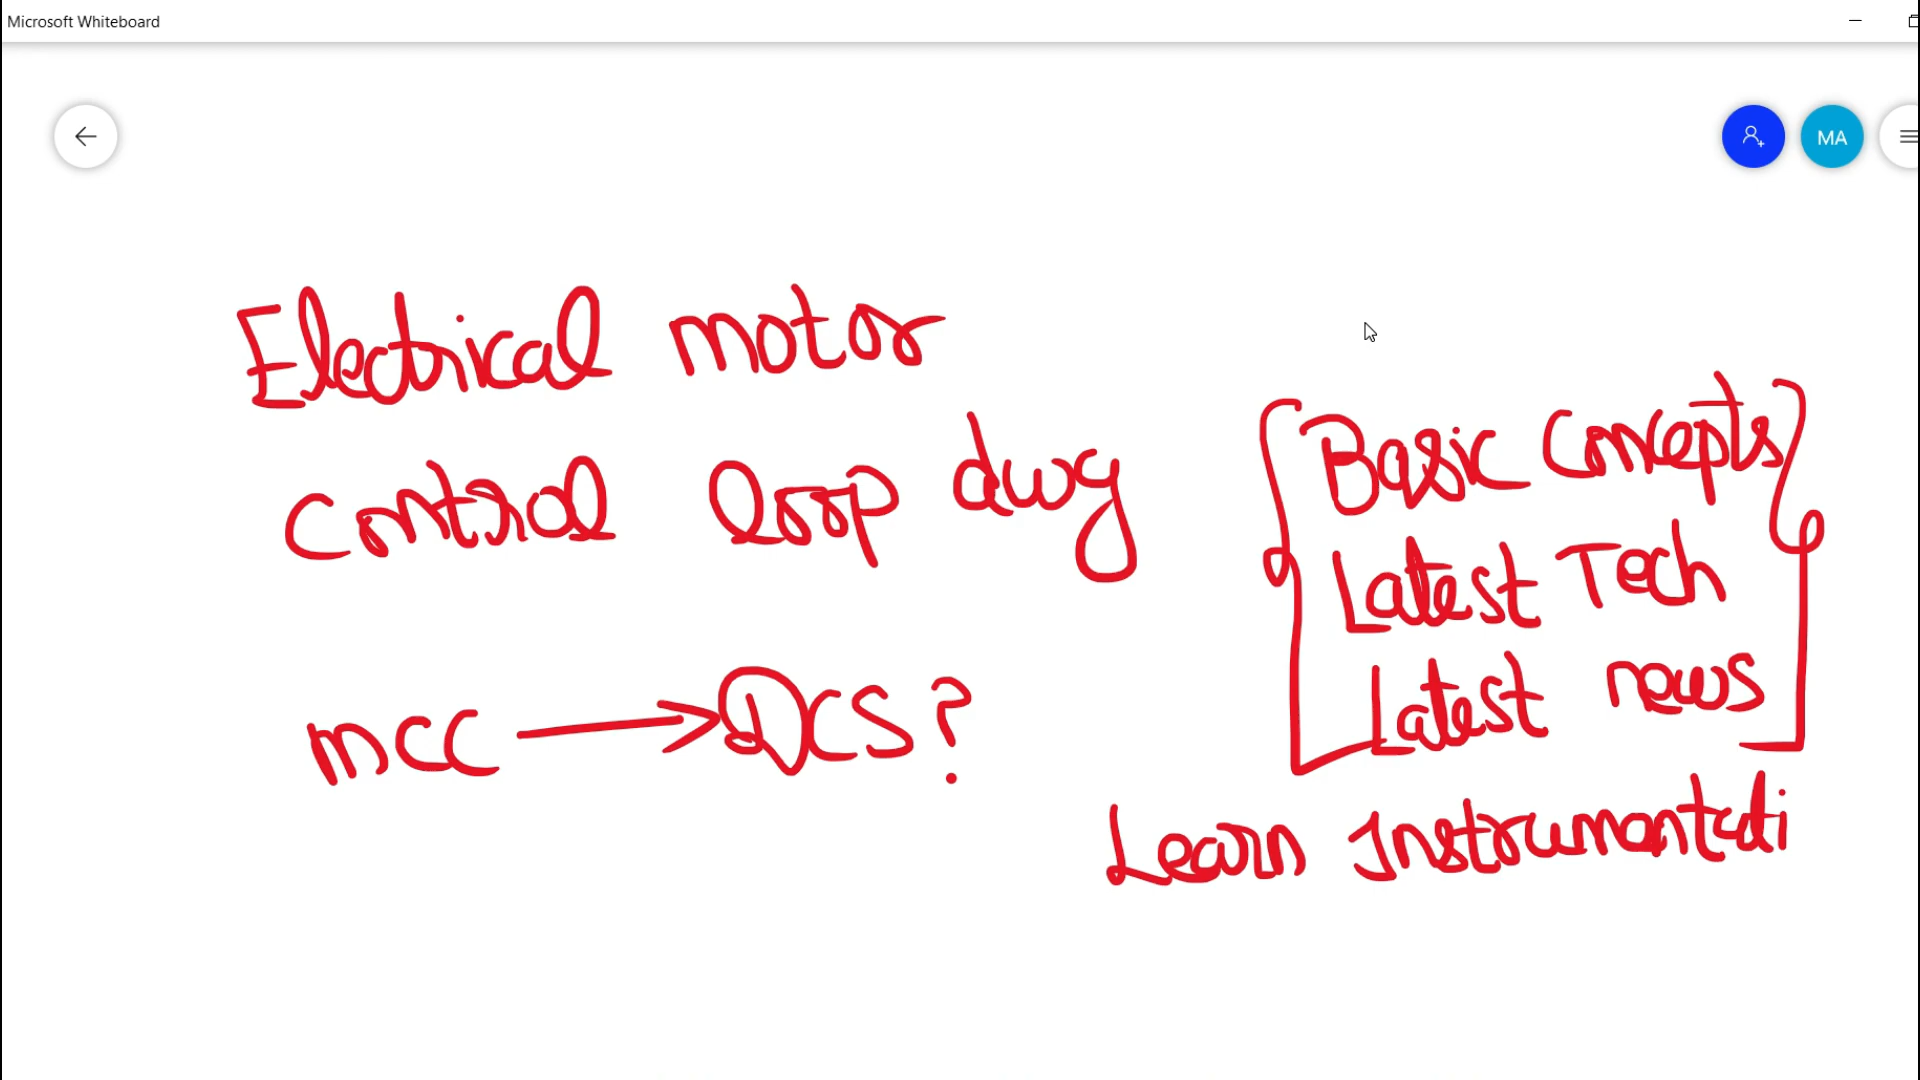 Microsoft Whiteboard
MA
Electrical motor
control loop dwg
mcc → DCS?
Basic Concepts
Latest Tech
Latest news
Learn Instrumentati